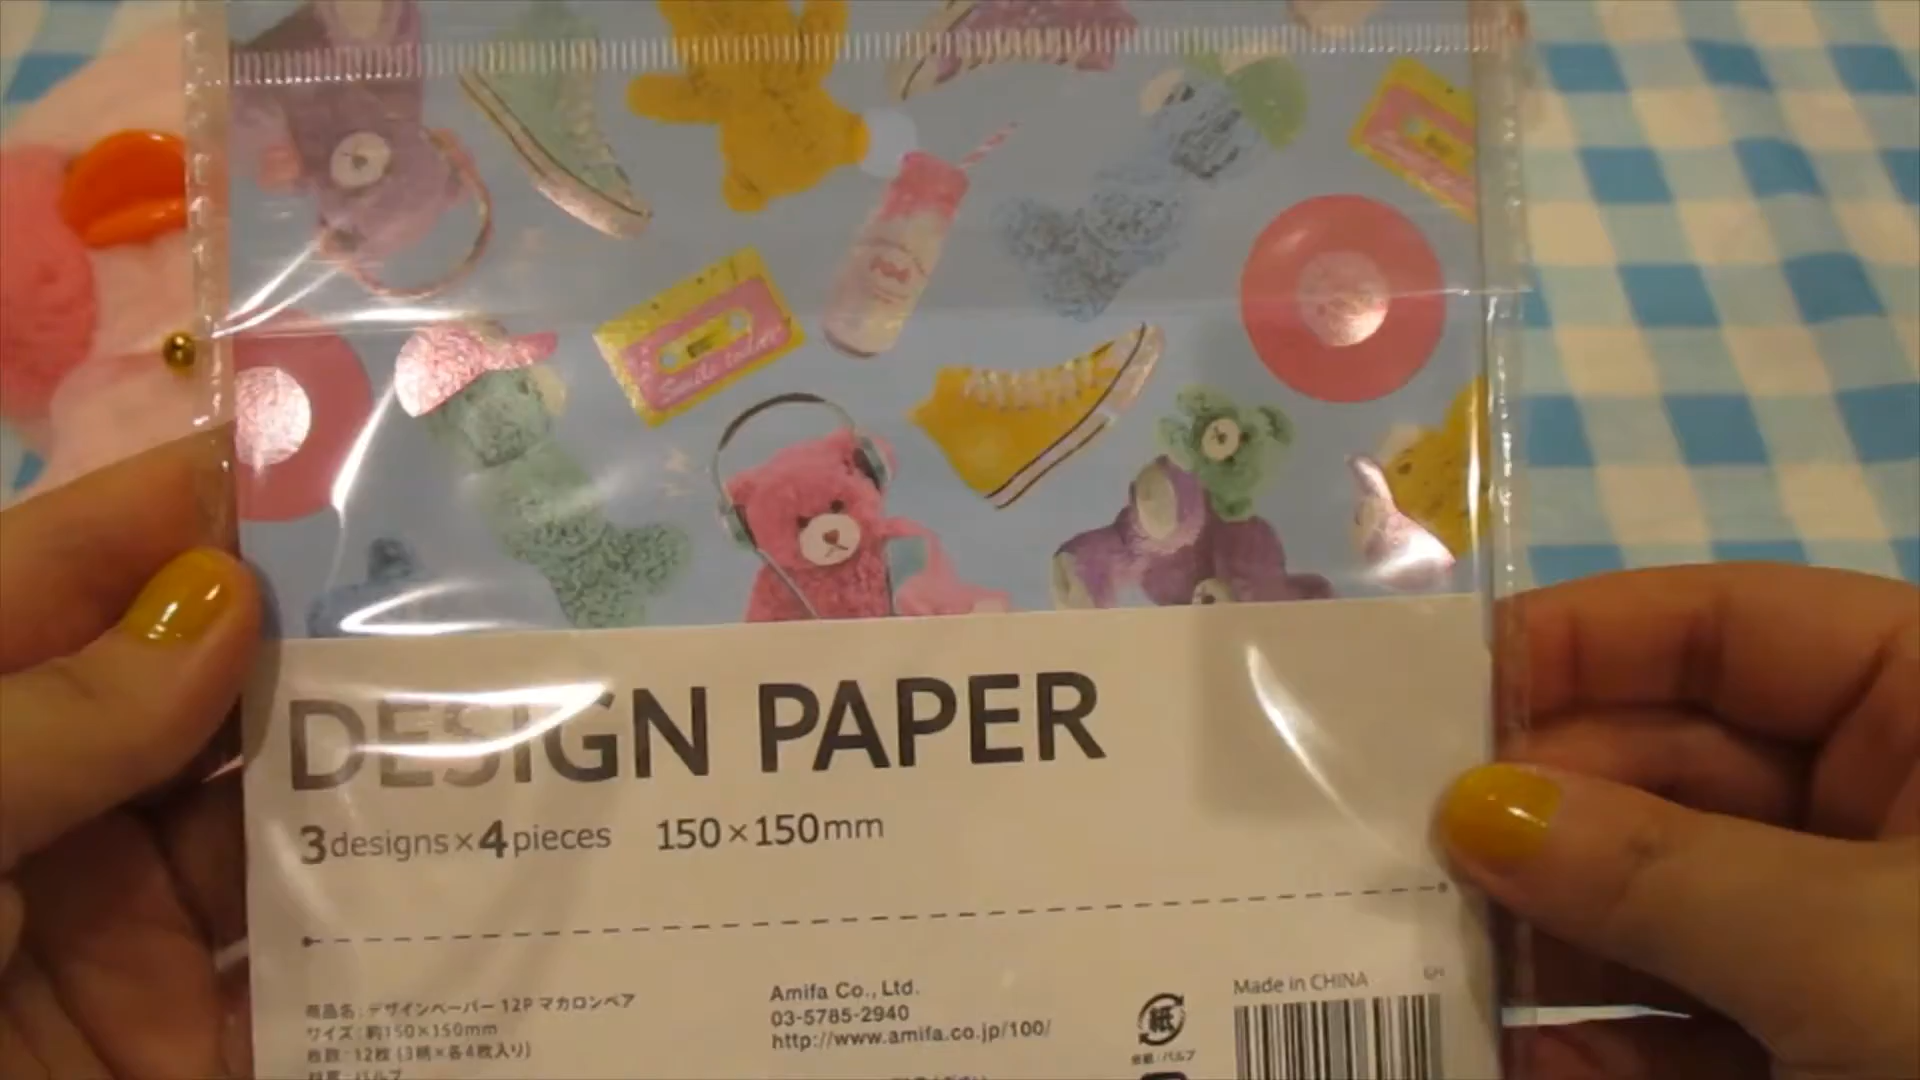 DESIGN PAPER
3designs×4pieces 150×150mm
商品名:デザインペーパー 12P マカロンベア
サイズ:約150×150mm
枚数:12枚 (3柄×各4枚入り)
Amifa Co., Ltd.
03-5785-2940
http://www.amifa.co.jp/100/
紙
Made in CHINA